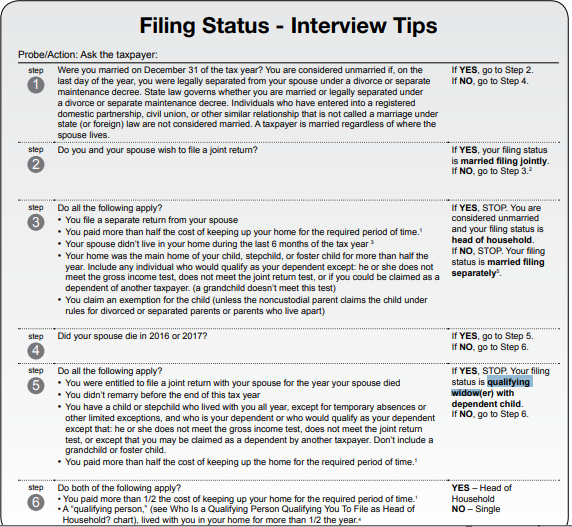 Filing Status - Interview Tips
Probe/Action: Ask the taxpayer:
step
1
Were you married on December 31 of the tax year? You are considered unmarried if, on the
last day of the year, you were legally separated from your spouse under a divorce or separate
maintenance decree. State law governs whether you are married or legally separated under
a divorce or separate maintenance decree. Individuals who have entered into a registered
domestic partnership, civil union, or other similar relationship that is not called a marriage under
state (or foreign) law are not considered married. A taxpayer is married regardless of where the
spouse lives.
If YES, go to Step 2.
If NO, go to Step 4.
step
2
Do you and your spouse wish to file a joint return?
If YES, your filing status
is married filing jointly.
If NO, go to Step 3.²
step
3
Do all the following apply?
• You file a separate return from your spouse
• You paid more than half the cost of keeping up your home for the required period of time.¹
• Your spouse didn't live in your home during the last 6 months of the tax year ³
• Your home was the main home of your child, stepchild, or foster child for more than half the
year. Include any individual who would qualify as your dependent except: he or she does not
meet the gross income test, does not meet the joint return test, or if you could be claimed as a
dependent of another taxpayer. (a grandchild doesn't meet this test)
• You claim an exemption for the child (unless the noncustodial parent claims the child under
rules for divorced or separated parents or parents who live apart)
If YES, STOP. You are
considered unmarried
and your filing status is
head of household.
If NO, STOP. Your filing
status is married filing
separately⁵.
step
4
Did your spouse die in 2016 or 2017?
If YES, go to Step 5.
If NO, go to Step 6.
step
5
Do all the following apply?
• You were entitled to file a joint return with your spouse for the year your spouse died
• You didn't remarry before the end of this tax year
• You have a child or stepchild who lived with you all year, except for temporary absences or
other limited exceptions, and who is your dependent or who would qualify as your dependent
except that: he or she does not meet the gross income test, does not meet the joint return
test, or except that you may be claimed as a dependent by another taxpayer. Don't include a
grandchild or foster child.
• You paid more than half the cost of keeping up the home for the required period of time.¹
If YES, STOP. Your filing
status is qualifying
widow(er) with
dependent child.
If NO, go to Step 6.
step
6
Do both of the following apply?
• You paid more than 1/2 the cost of keeping up your home for the required period of time.¹
• A "qualifying person," (see Who Is a Qualifying Person Qualifying You To File as Head of
Household? chart), lived with you in your home for more than 1/2 the year.⁴
YES – Head of
Household
NO – Single